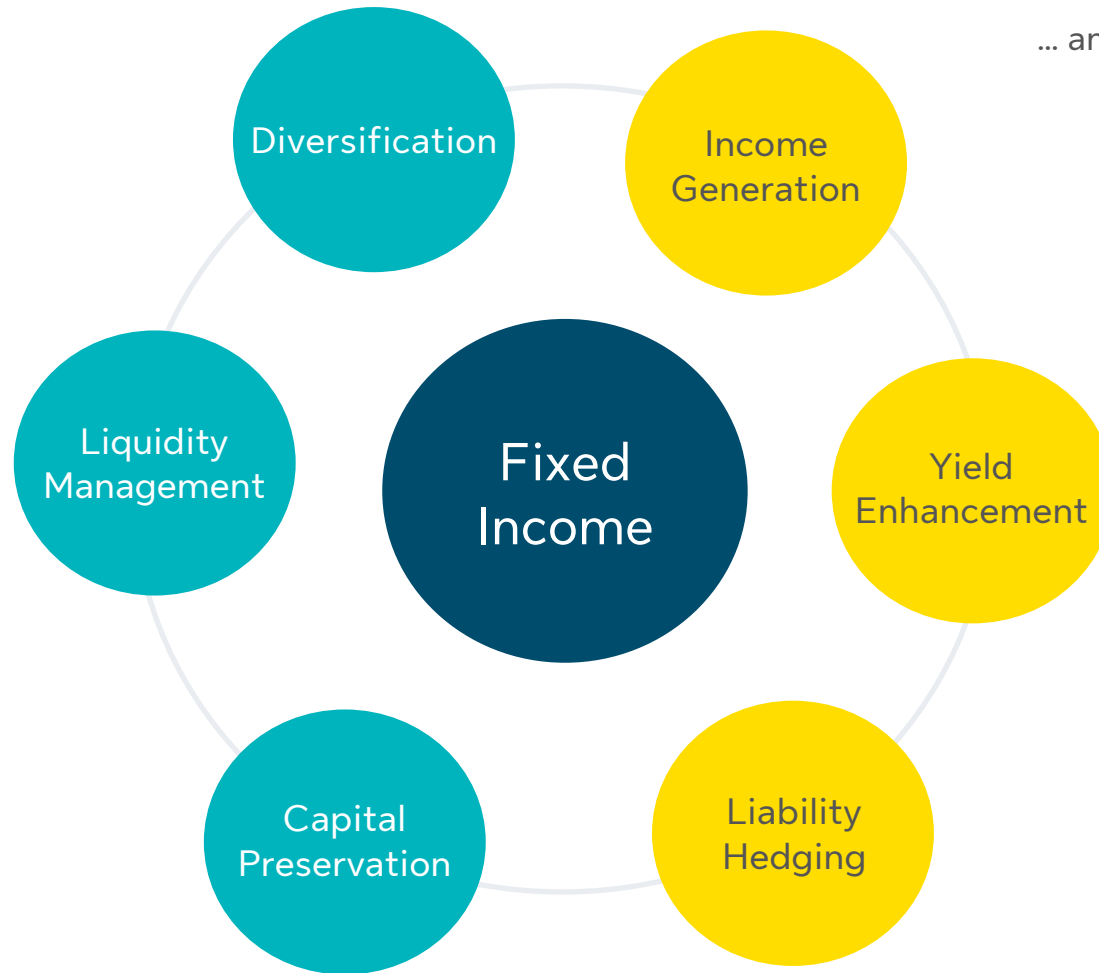 ...
Diversification
Income
Generation
Liquidity
Management
Fixed
Income
Yield
Enhancement
Capital
Preservation
Liability
Hedging